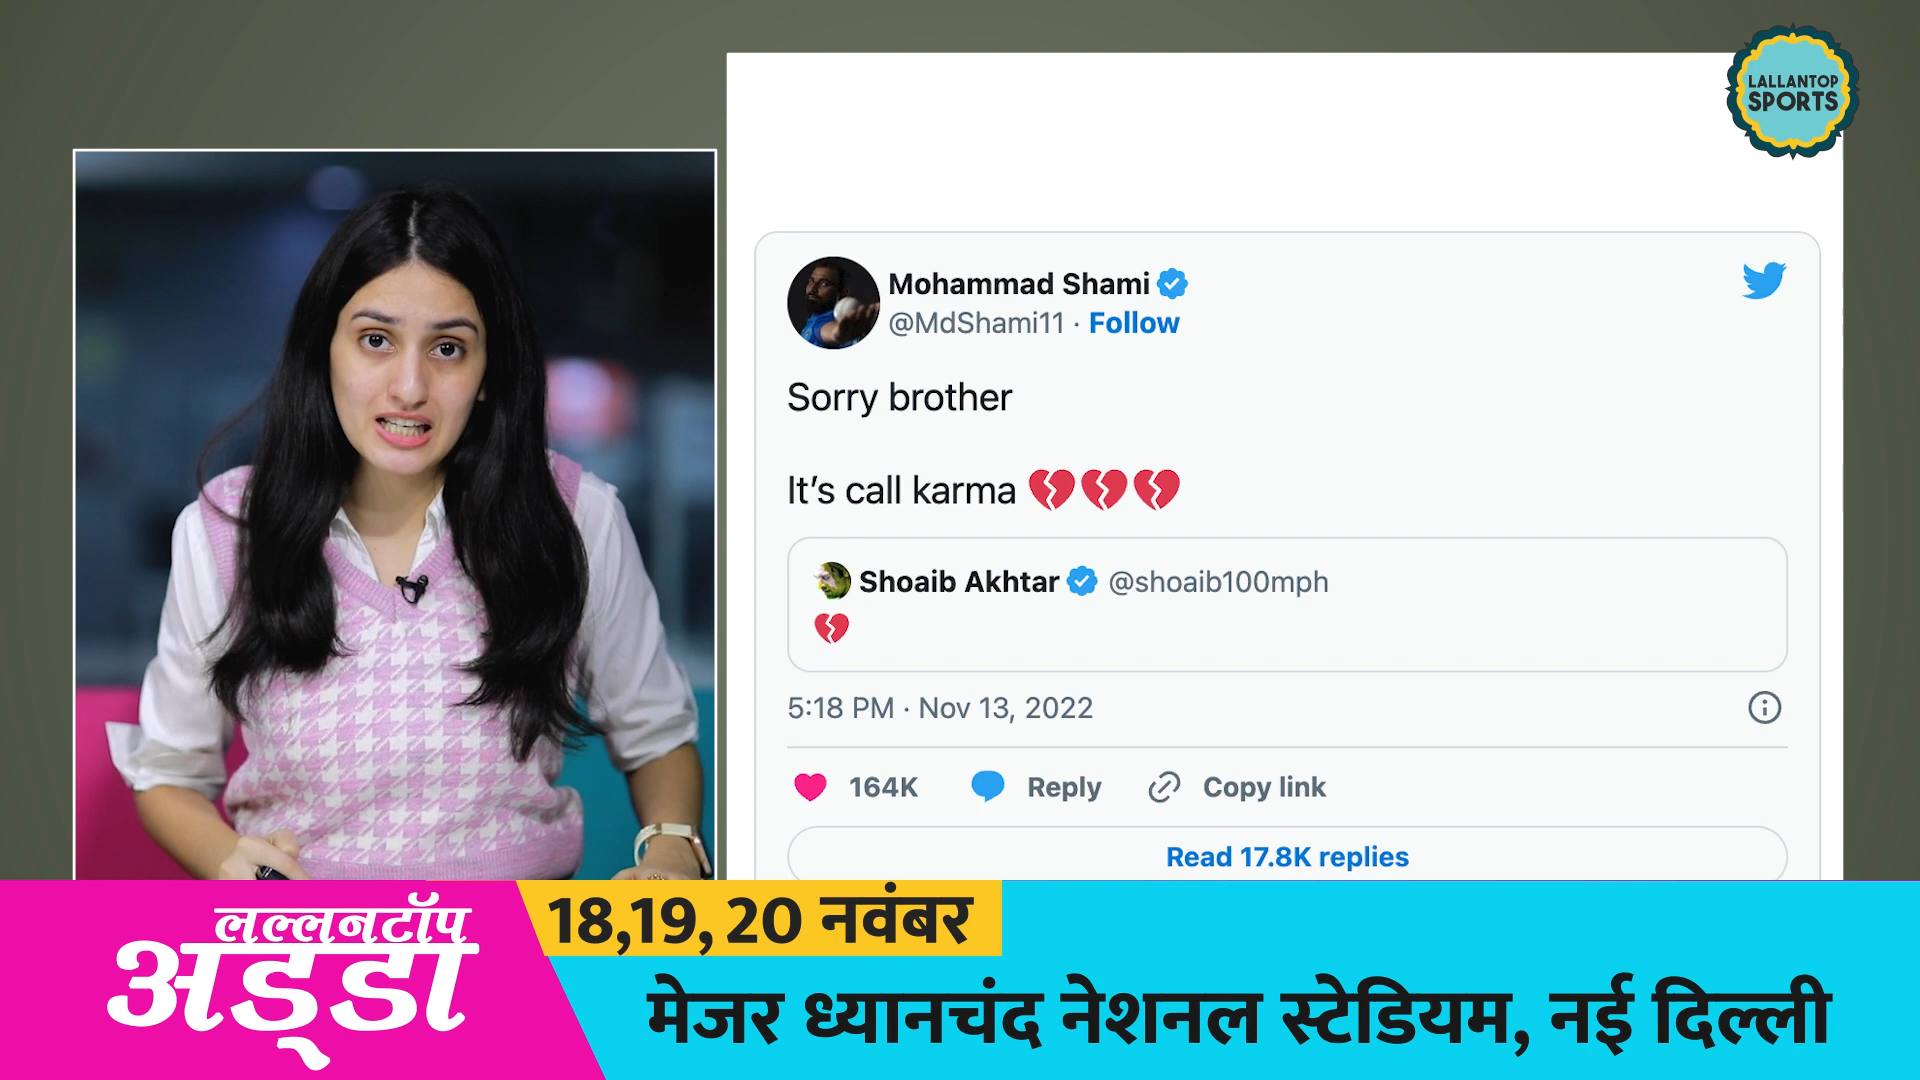 LALLANTOP
SPORTS
Mohammad Shami
@MdShami11 · Follow
Sorry brother
It’s call karma 💔💔💔
Shoaib Akhtar @shoaib100mph
💔
5:18 PM · Nov 13, 2022
164K Reply Copy link
Read 17.8K replies
लल्लनटॉप
अड्डा
18,19, 20 नवंबर
मेजर ध्यानचंद नेशनल स्टेडियम, नई दिल्ली